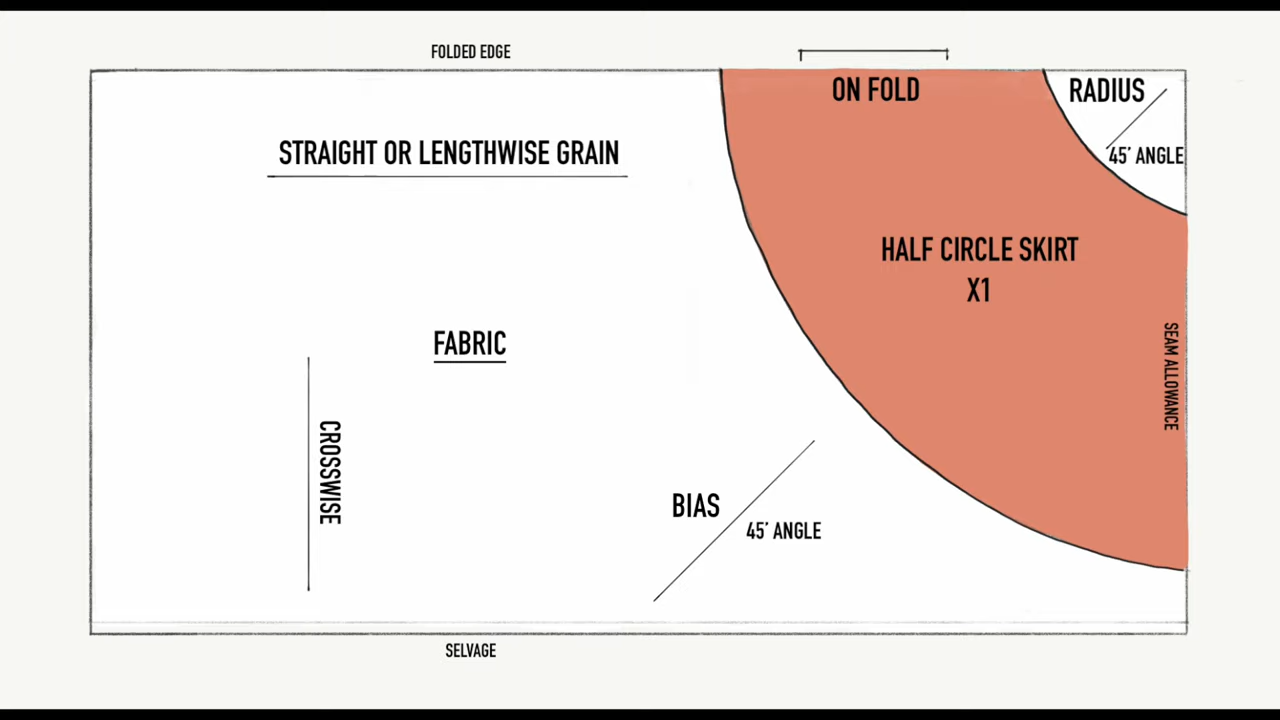 FOLDED EDGE
ON FOLD
RADIUS
STRAIGHT OR LENGTHWISE GRAIN
45' ANGLE
HALF CIRCLE SKIRT
X1
FABRIC
SEAM ALLOWANCE
CROSSWISE
BIAS
45' ANGLE
SELVAGE